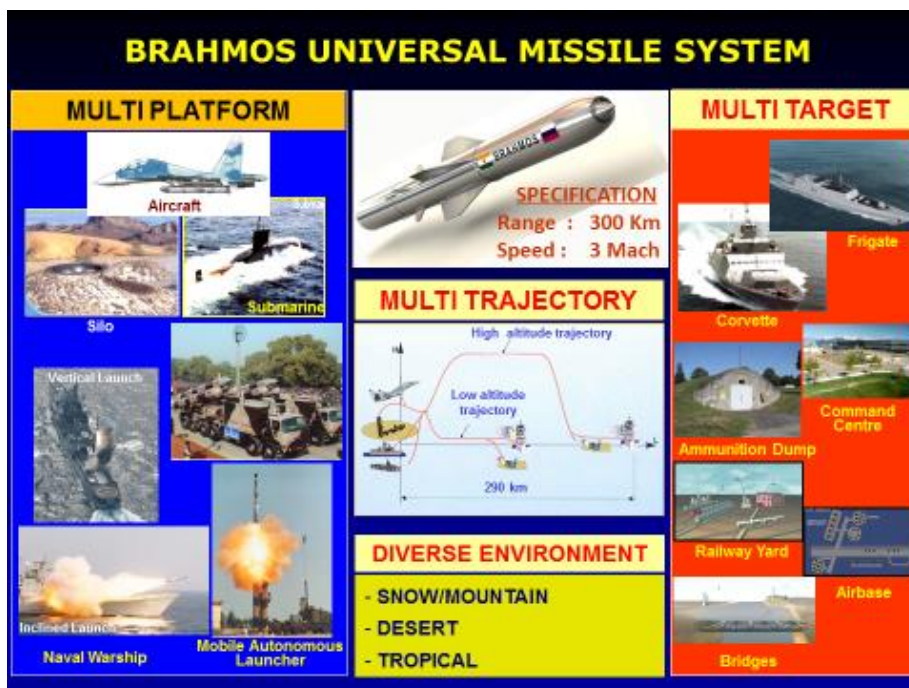 BRAHMOS UNIVERSAL MISSILE SYSTEM
MULTI PLATFORM
Aircraft
Silo
Submarine
Vertical Launch
Inclined Launch
Naval Warship
Mobile Autonomous
Launcher
BRAHMOS
SPECIFICATION
Range : 300 Km
Speed : 3 Mach
MULTI TRAJECTORY
High altitude trajectory
Low altitude
trajectory
290 km
DIVERSE ENVIRONMENT
- SNOW/MOUNTAIN
- DESERT
- TROPICAL
MULTI TARGET
Frigate
Corvette
Command
Centre
Ammunition Dump
Railway Yard
Airbase
Bridges